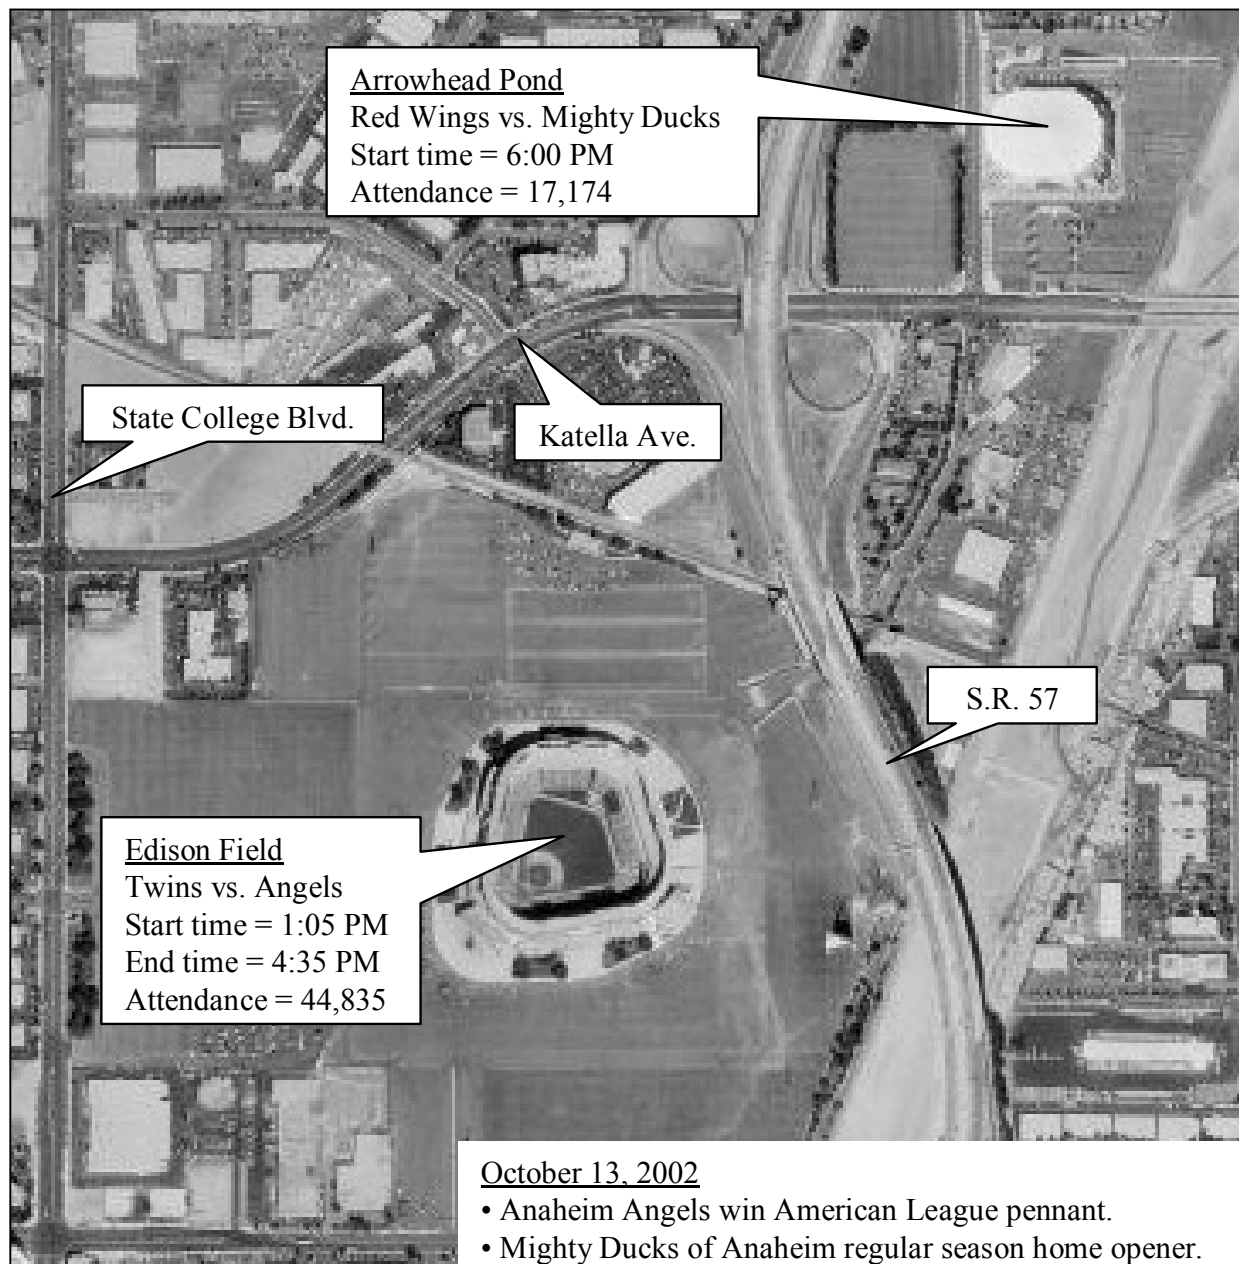 Arrowhead Pond
Red Wings vs. Mighty Ducks
Start time = 6:00 PM
Attendance = 17,174
State College Blvd.
Katella Ave.
S.R. 57
Edison Field
Twins vs. Angels
Start time = 1:05 PM
End time = 4:35 PM
Attendance = 44,835
October 13, 2002
• Anaheim Angels win American League pennant.
• Mighty Ducks of Anaheim regular season home opener.